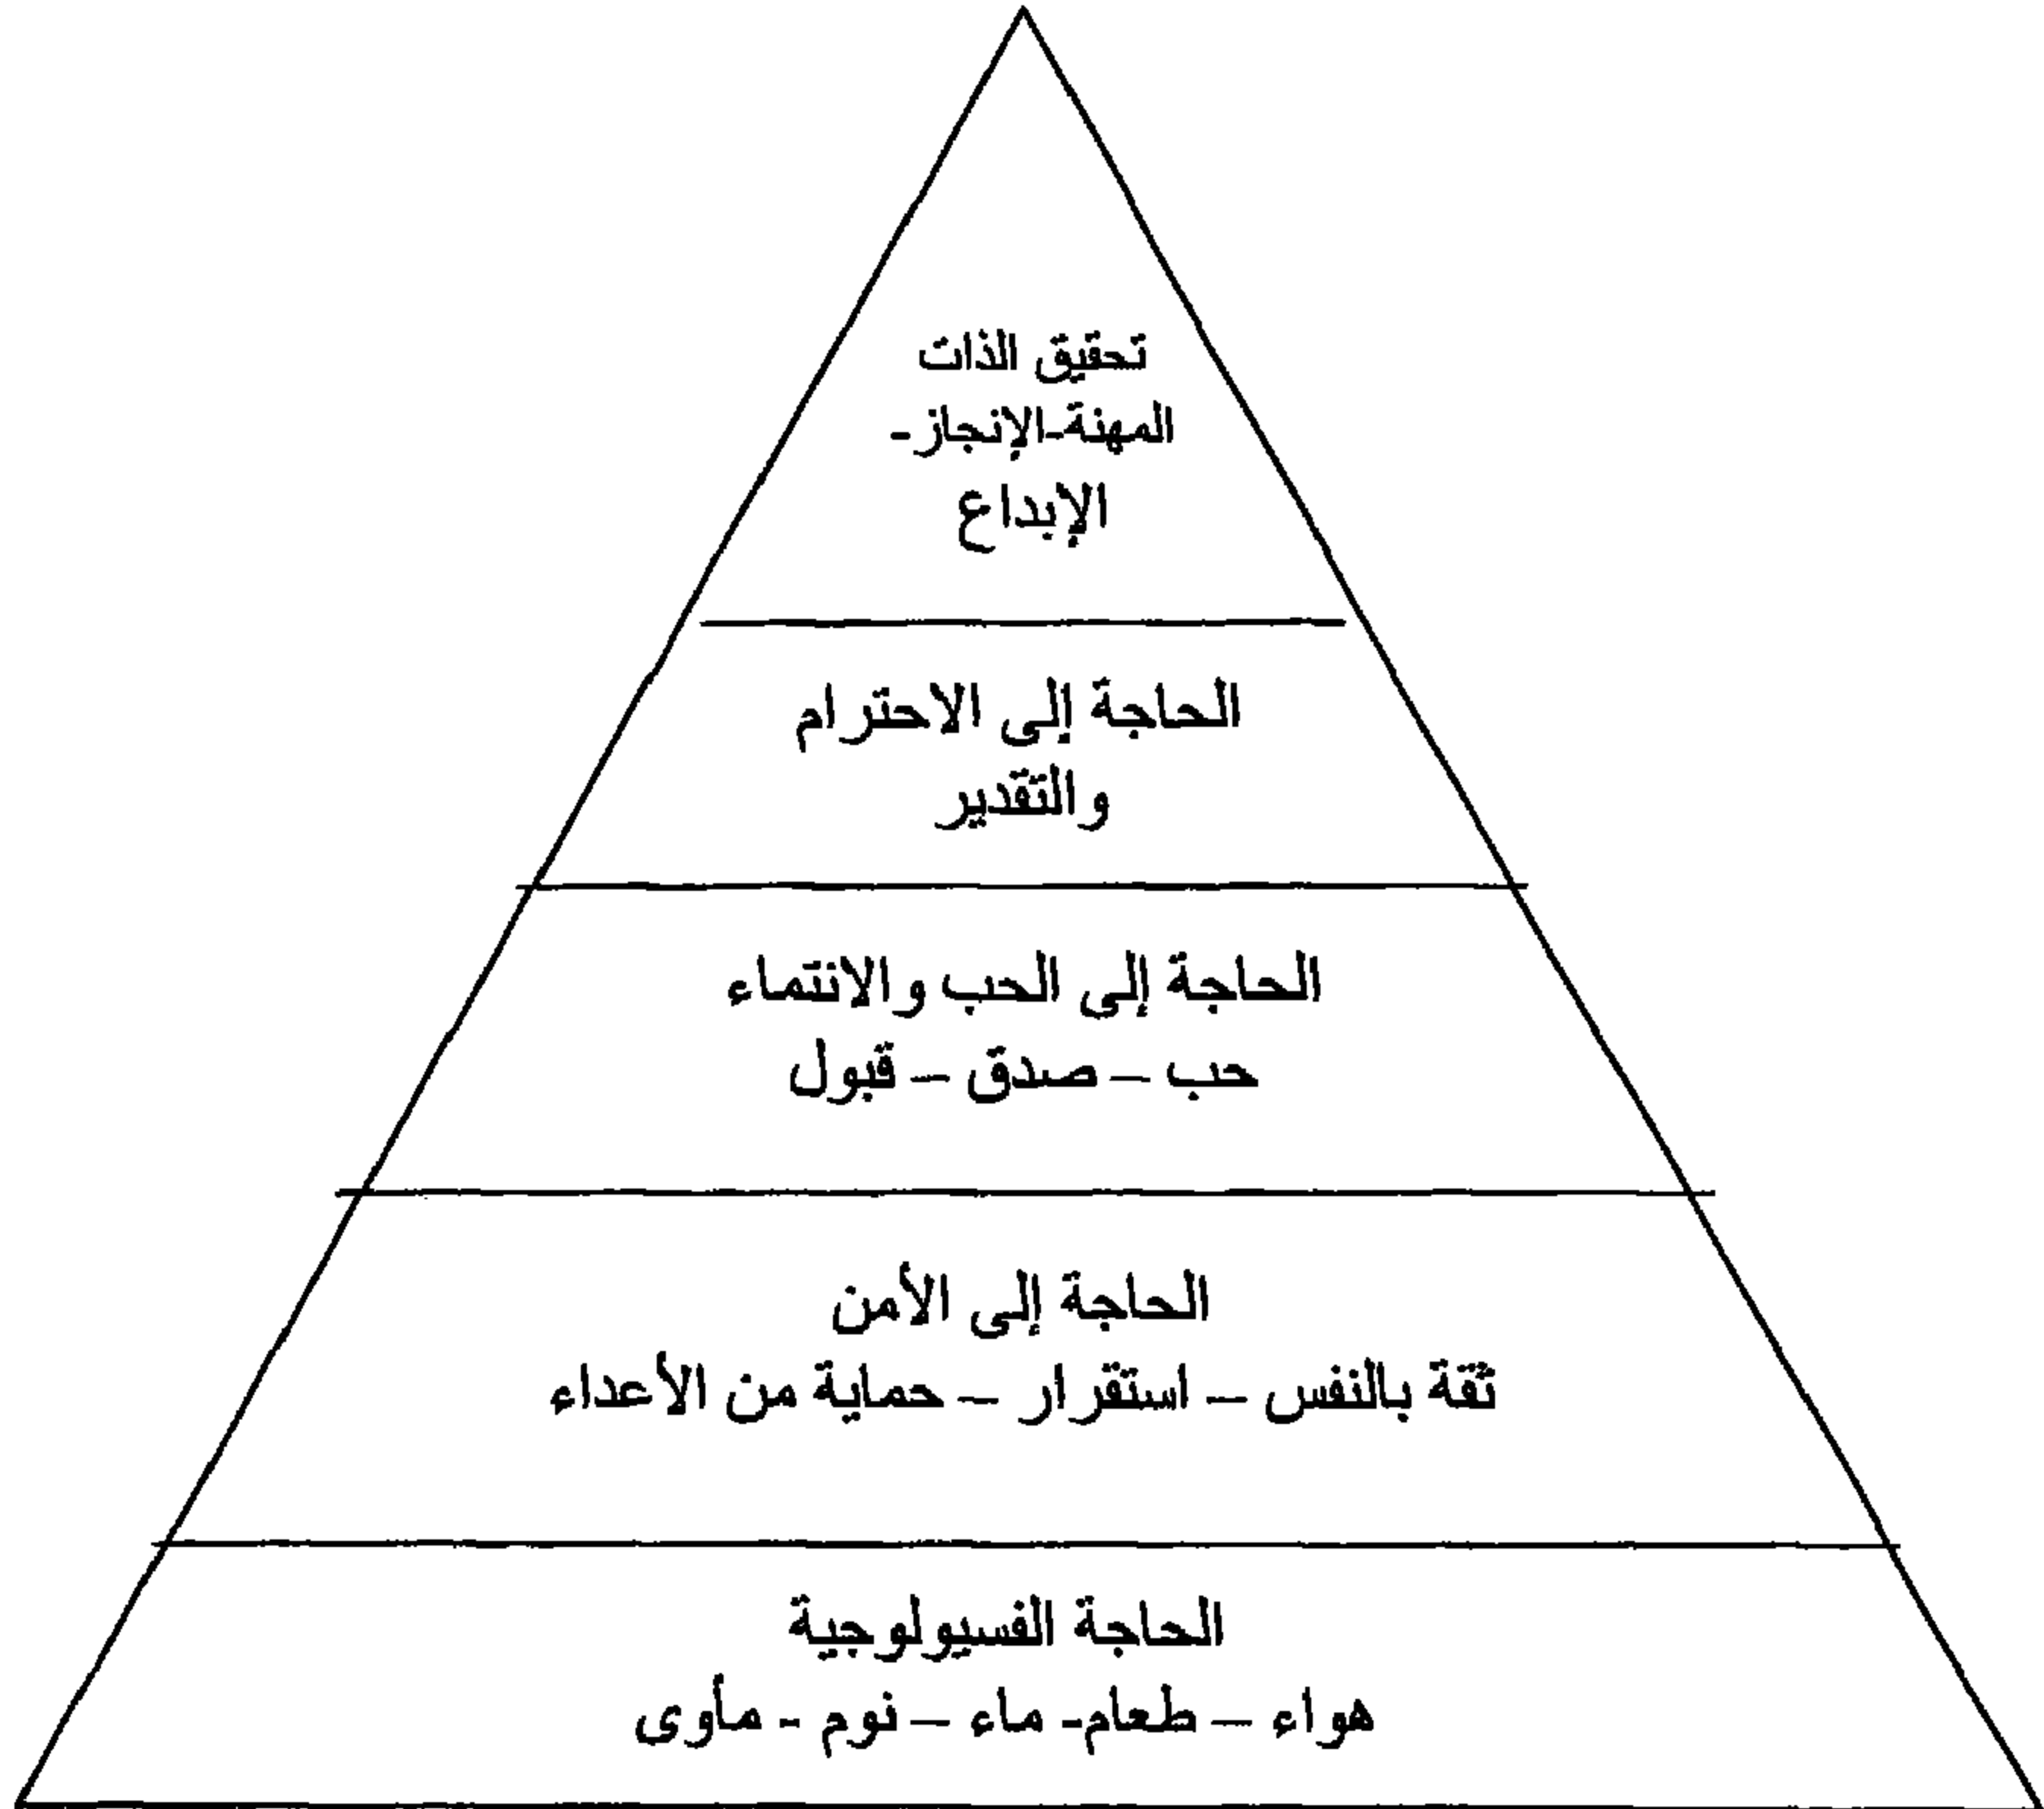 تحقيق الذات
المهنة-الإنجاز-
الإبداع
الحاجة إلى الاحترام
والتقدير
الحاجة إلى الحب والانتماء
حب – صدق – قبول
الحاجة إلى الأمن
ثقة بالنفس – استقرار – حماية من الأعداء
الحاجة الفسيولوجية
هواء – طعام- ماء – نوم - مأوى